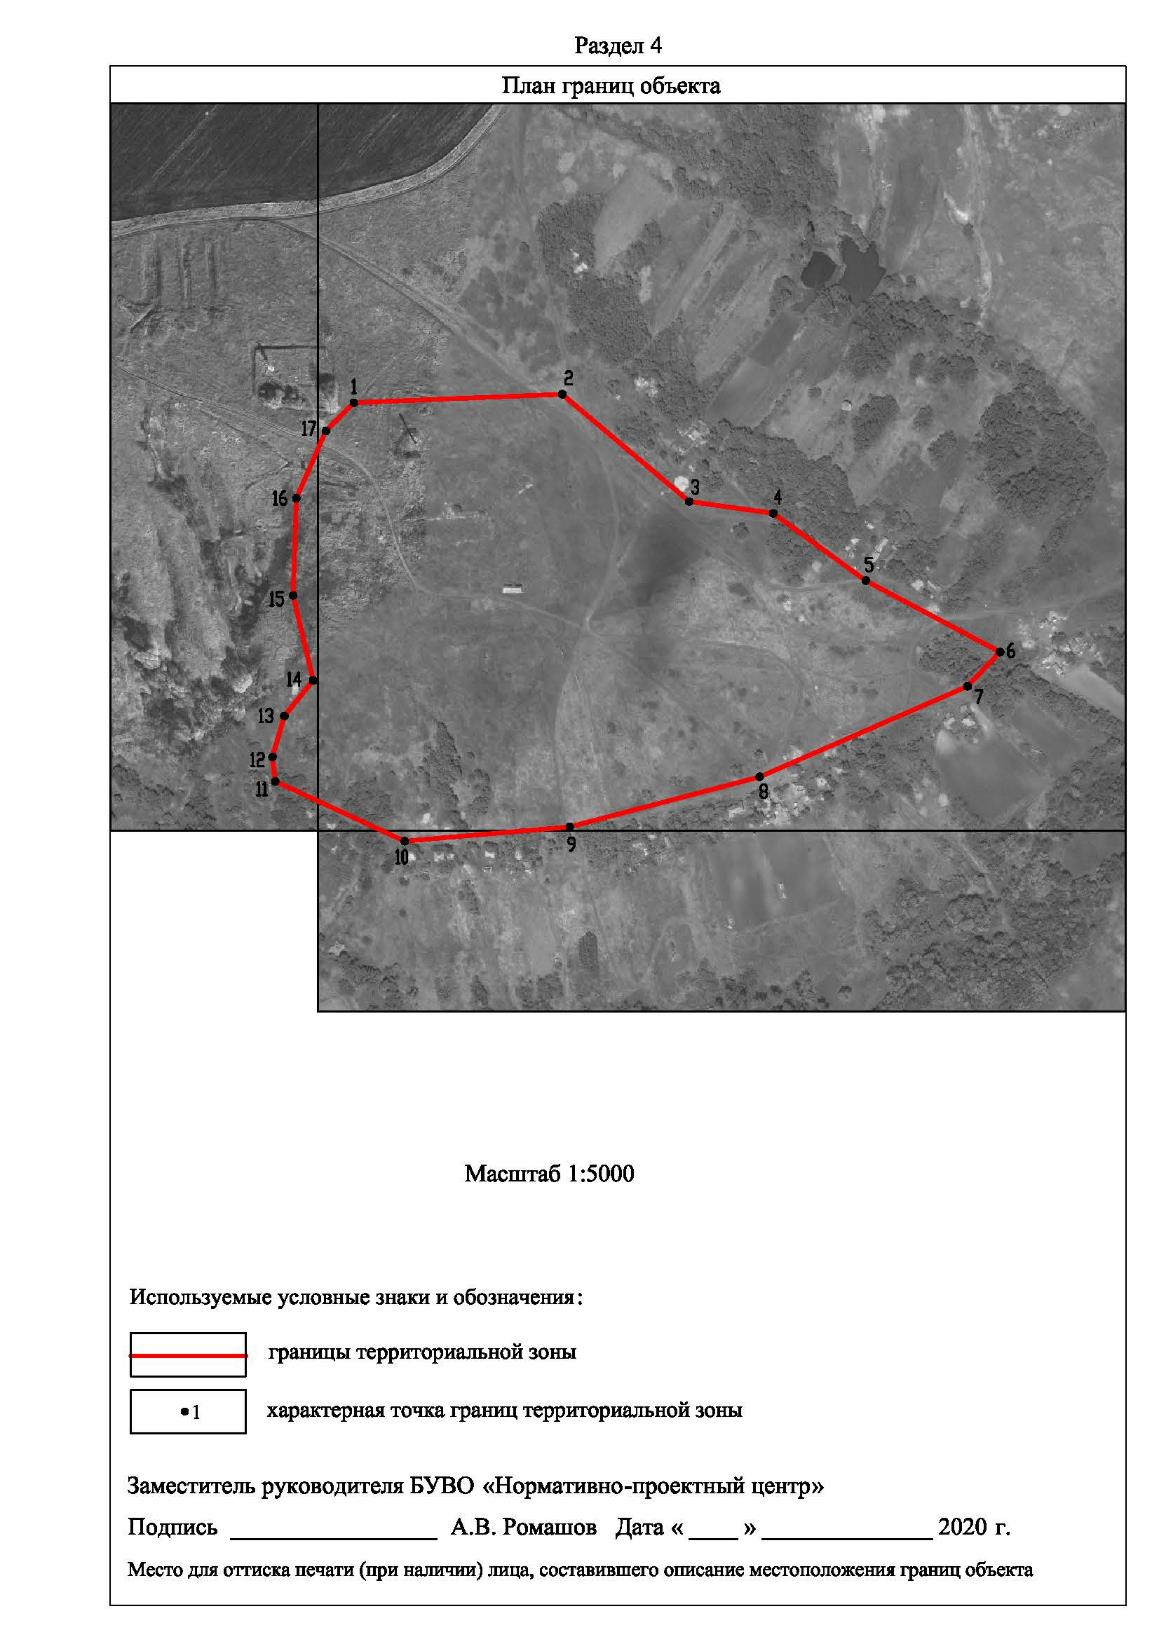 Раздел 4
План границ объекта
1
2
17
3
16
4
5
15
6
14
7
13
12
11
8
9
10
Масштаб 1:5000
Используемые условные знаки и обозначения:
границы территориальной зоны
1 характерная точка границ территориальной зоны
Заместитель руководителя БУВО «Нормативно-проектный центр»
Подпись ________________ А.В. Ромашов Дата « ____ » ______________ 2020 г.
Место для оттиска печати (при наличии) лица, составившего описание местоположения границ объекта